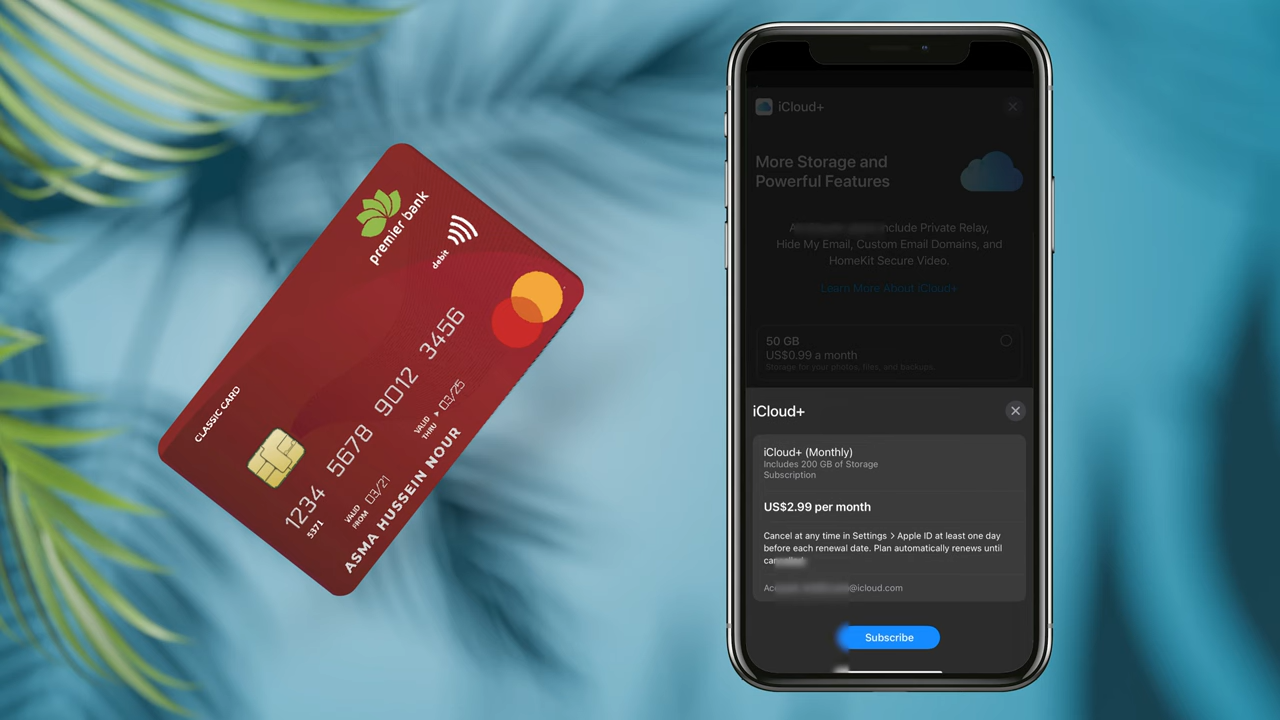 premier bank
debit
CLASSIC CARD
1234 5678 9012 3456
5371
VALID FROM 03/21
VALID THRU 03/25
ASMA HUSSEIN NOUR
iCloud+
More Storage and
Powerful Features
include Private Relay,
Hide My Email, Custom Email Domains, and
HomeKit Secure Video.
Learn More About iCloud+
50 GB
US$0.99 a month
Storage for your photos, files, and backups.
iCloud+
iCloud+ (Monthly)
Includes 200 GB of Storage
Subscription
US$2.99 per month
Cancel at any time in Settings > Apple ID at least one day
before each renewal date. Plan automatically renews until
@icloud.com
Subscribe